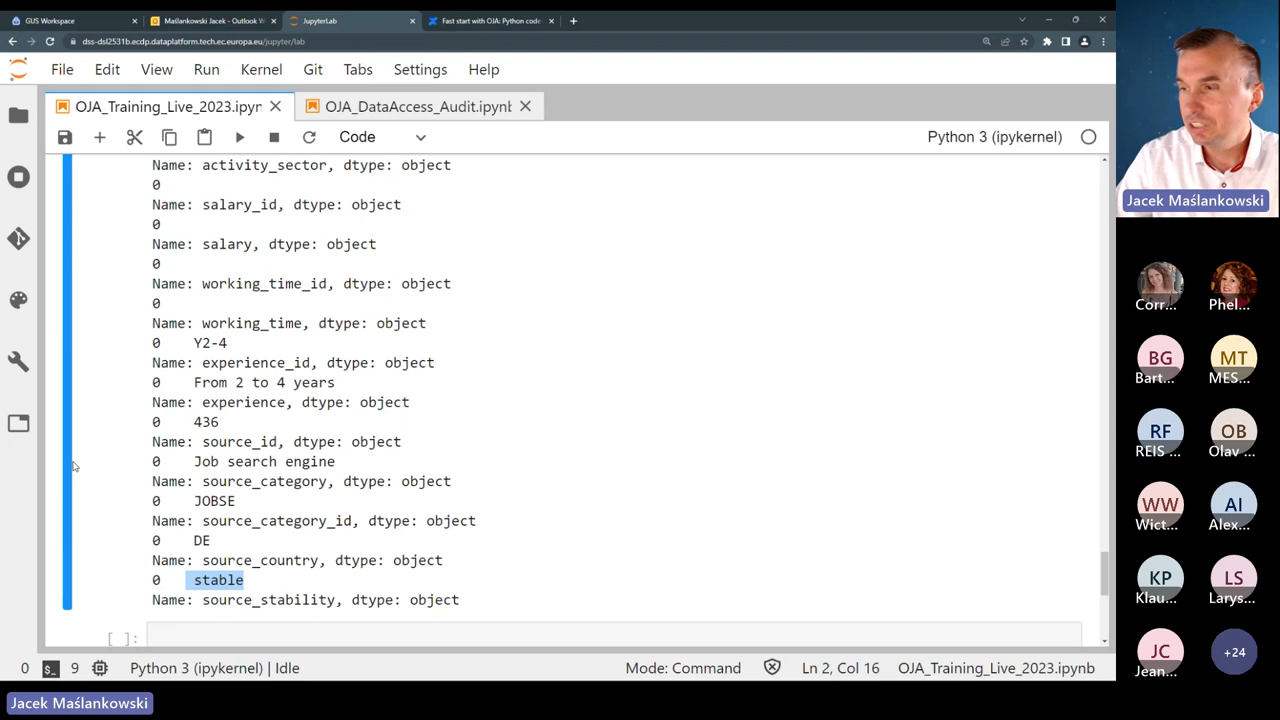 GUS Workspace
Maślankowski Jacek - Outlook W
JupyterLab
Fast start with OJA: Python code
dss-dsl2531b.ecdp.dataplatform.tech.ec.europa.eu/jupyter/lab
File Edit View Run Kernel Git Tabs Settings Help
OJA_Training_Live_2023.ipyn
OJA_DataAccess_Audit.ipynb
Code
Python 3 (ipykernel)
Name: activity_sector, dtype: object
0
Name: salary_id, dtype: object
0
Name: salary, dtype: object
0
Name: working_time_id, dtype: object
0
Name: working_time, dtype: object
0 Y2-4
Name: experience_id, dtype: object
0 From 2 to 4 years
Name: experience, dtype: object
0 436
Name: source_id, dtype: object
0 Job search engine
Name: source_category, dtype: object
0 JOBSE
Name: source_category_id, dtype: object
0 DE
Name: source_country, dtype: object
0 stable
Name: source_stability, dtype: object
[ ]:
0 $_ 9 Python 3 (ipykernel) | Idle
Mode: Command
Ln 2, Col 16
OJA_Training_Live_2023.ipynb
Jacek Maślankowski
Jacek Maślankowski
Corr...
Phel...
BG
Bart...
MT
MES...
RF
REIS ...
OB
Olav ...
WW
Wict...
AI
Alex...
KP
Klau...
LS
Larys...
JC
Jean...
+24